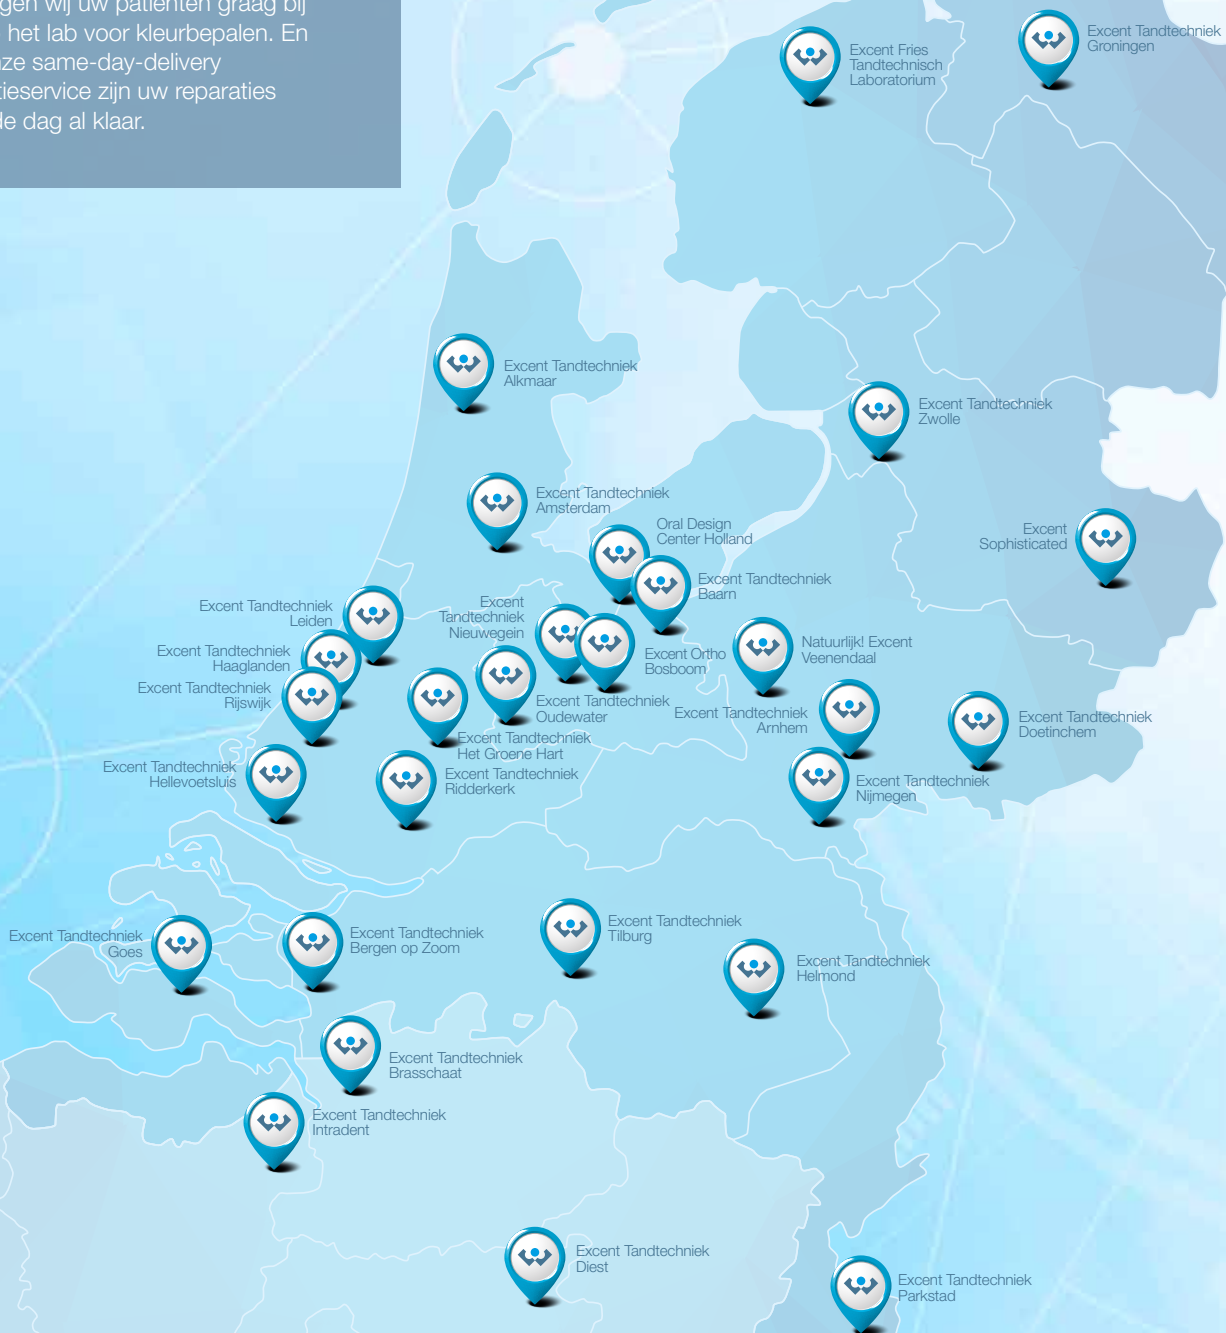 wij uw patiënten graag bij
het lab voor kleurbepalen. En
same-day-delivery
zijn uw reparaties
dag al klaar.
Excent Fries
Tandtechnisch
Laboratorium
Excent Tandtechniek
Groningen
Excent Tandtechniek
Alkmaar
Excent Tandtechniek
Zwolle
Excent Tandtechniek
Amsterdam
Oral Design
Center Holland
Excent
Sophisticated
Excent Tandtechniek
Baarn
Excent Tandtechniek
Leiden
Excent
Tandtechniek
Nieuwegein
Excent Tandtechniek
Haaglanden
Excent Ortho
Bosboom
Natuurlijk! Excent
Veenendaal
Excent Tandtechniek
Rijswijk
Excent Tandtechniek
Oudewater
Excent Tandtechniek
Arnhem
Excent Tandtechniek
Doetinchem
Excent Tandtechniek
Het Groene Hart
Excent Tandtechniek
Hellevoetsluis
Excent Tandtechniek
Ridderkerk
Excent Tandtechniek
Nijmegen
Excent Tandtechniek
Goes
Excent Tandtechniek
Bergen op Zoom
Excent Tandtechniek
Tilburg
Excent Tandtechniek
Helmond
Excent Tandtechniek
Brasschaat
Excent Tandtechniek
Intradent
Excent Tandtechniek
Diest
Excent Tandtechniek
Parkstad